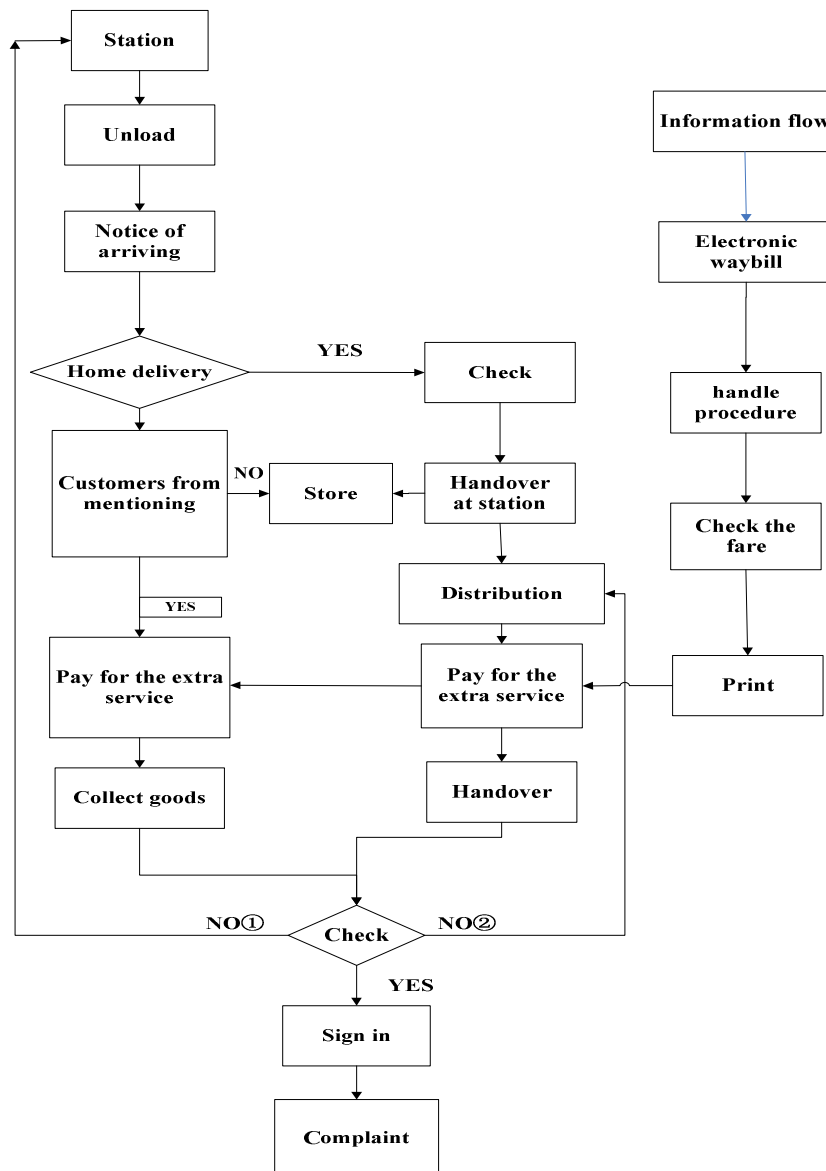 Station
Unload
Information flow
Notice of
arriving
Electronic
waybill
YES
Home delivery
Check
handle
procedure
Customers from
mentioning
NO
Store
Handover
at station
Check the
fare
Distribution
YES
Pay for the extra
service
Pay for the
extra service
Print
Collect goods
Handover
NO①
Check
NO②
YES
Sign in
Complaint